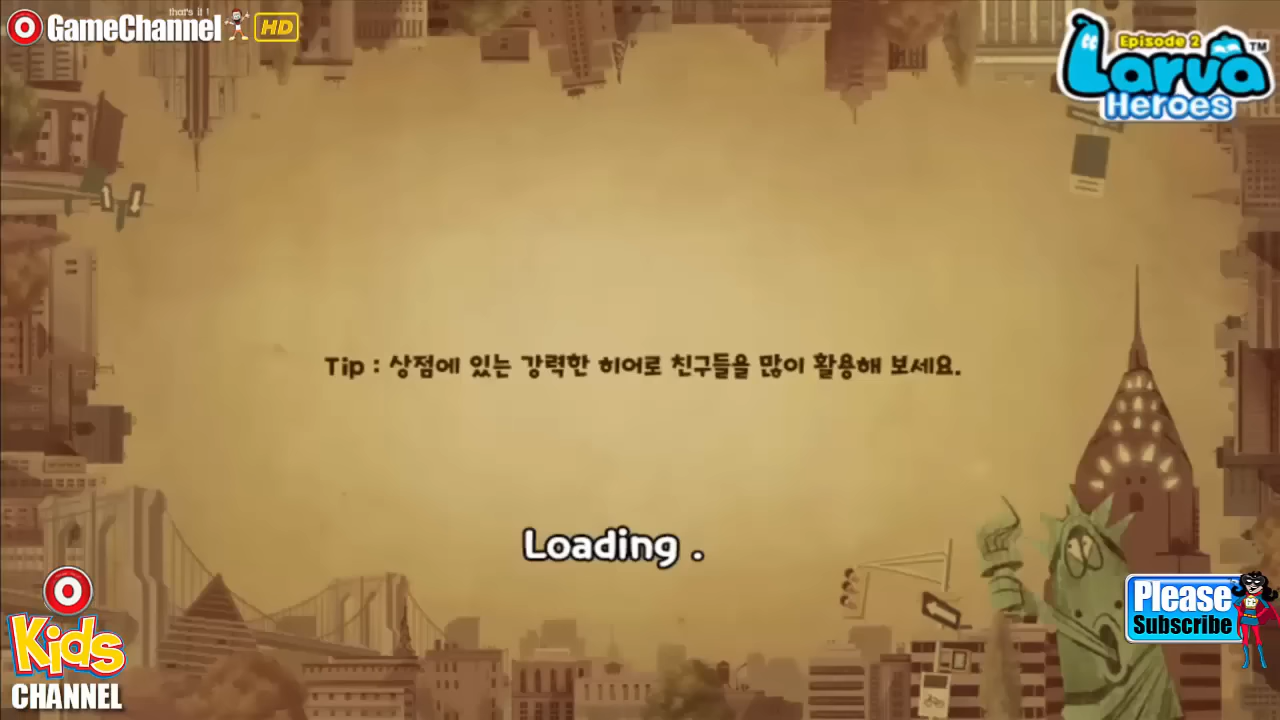 that's it !
GameChannel HD
Episode 2
Larva TM
Heroes
Tip : 상점에 있는 강력한 히어로 친구들을 많이 활용해 보세요.
Loading .
Please
Subscribe
Kids
CHANNEL